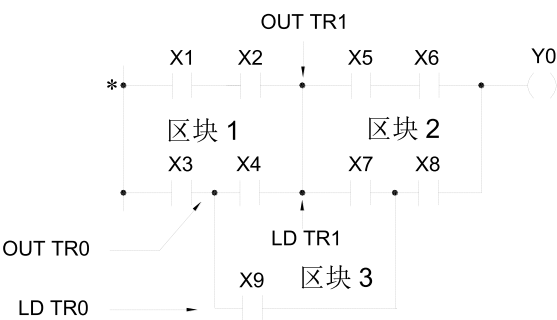 OUT TR1
X1 X2 X5 X6 Y0
*
区块 1 区块 2
X3 X4 X7 X8
OUT TR0
LD TR1
X9 区块 3
LD TR0